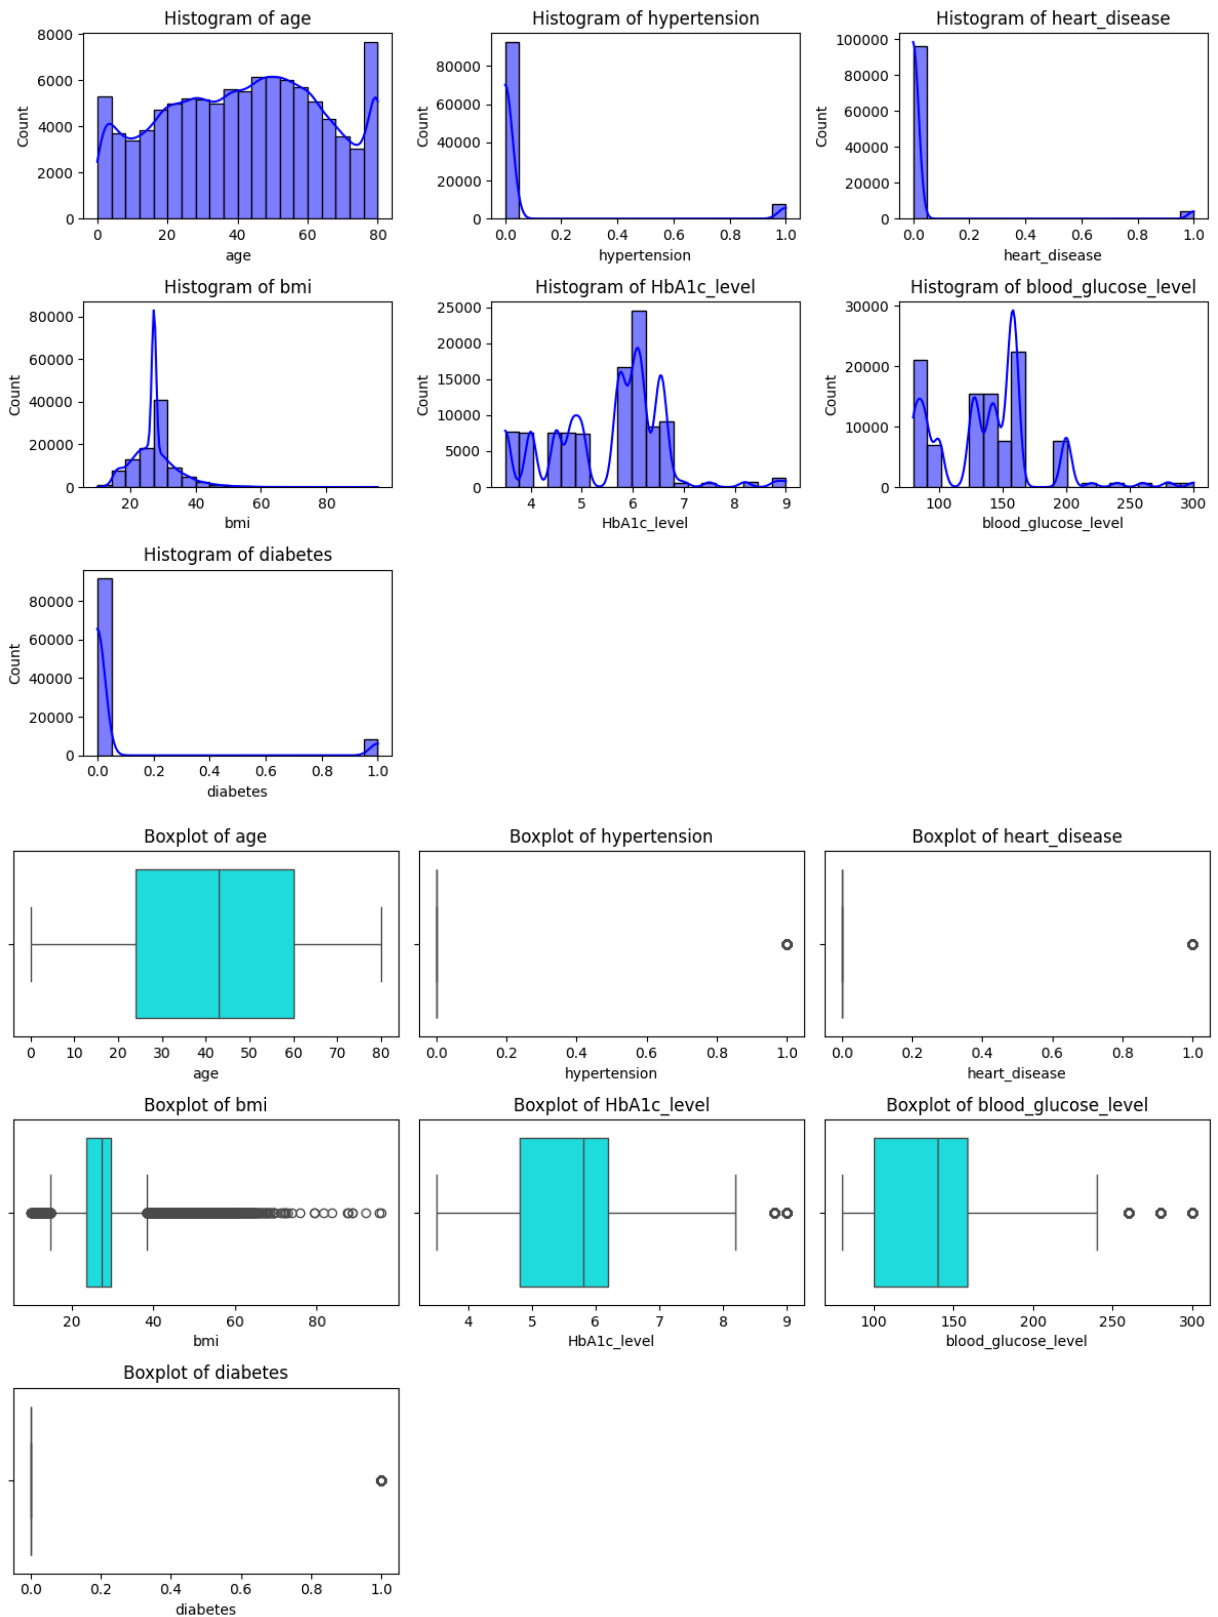 Histogram of age
Histogram of hypertension
Histogram of heart_disease
8000
6000
4000
2000
0
Count
0 20 40 60 80
age
80000
60000
40000
20000
0
Count
0.0 0.2 0.4 0.6 0.8 1.0
hypertension
100000
80000
60000
40000
20000
0
Count
0.0 0.2 0.4 0.6 0.8 1.0
heart_disease
Histogram of bmi
Histogram of HbA1c_level
Histogram of blood_glucose_level
80000
60000
40000
20000
0
Count
20 40 60 80
bmi
25000
20000
15000
10000
5000
0
Count
4 5 6 7 8 9
HbA1c_level
30000
20000
10000
0
Count
100 150 200 250 300
blood_glucose_level
Histogram of diabetes
80000
60000
40000
20000
0
Count
0.0 0.2 0.4 0.6 0.8 1.0
diabetes
Boxplot of age
Boxplot of hypertension
Boxplot of heart_disease
0 10 20 30 40 50 60 70 80
age
0.0 0.2 0.4 0.6 0.8 1.0
hypertension
0.0 0.2 0.4 0.6 0.8 1.0
heart_disease
Boxplot of bmi
Boxplot of HbA1c_level
Boxplot of blood_glucose_level
20 40 60 80
bmi
4 5 6 7 8 9
HbA1c_level
100 150 200 250 300
blood_glucose_level
Boxplot of diabetes
0.0 0.2 0.4 0.6 0.8 1.0
diabetes